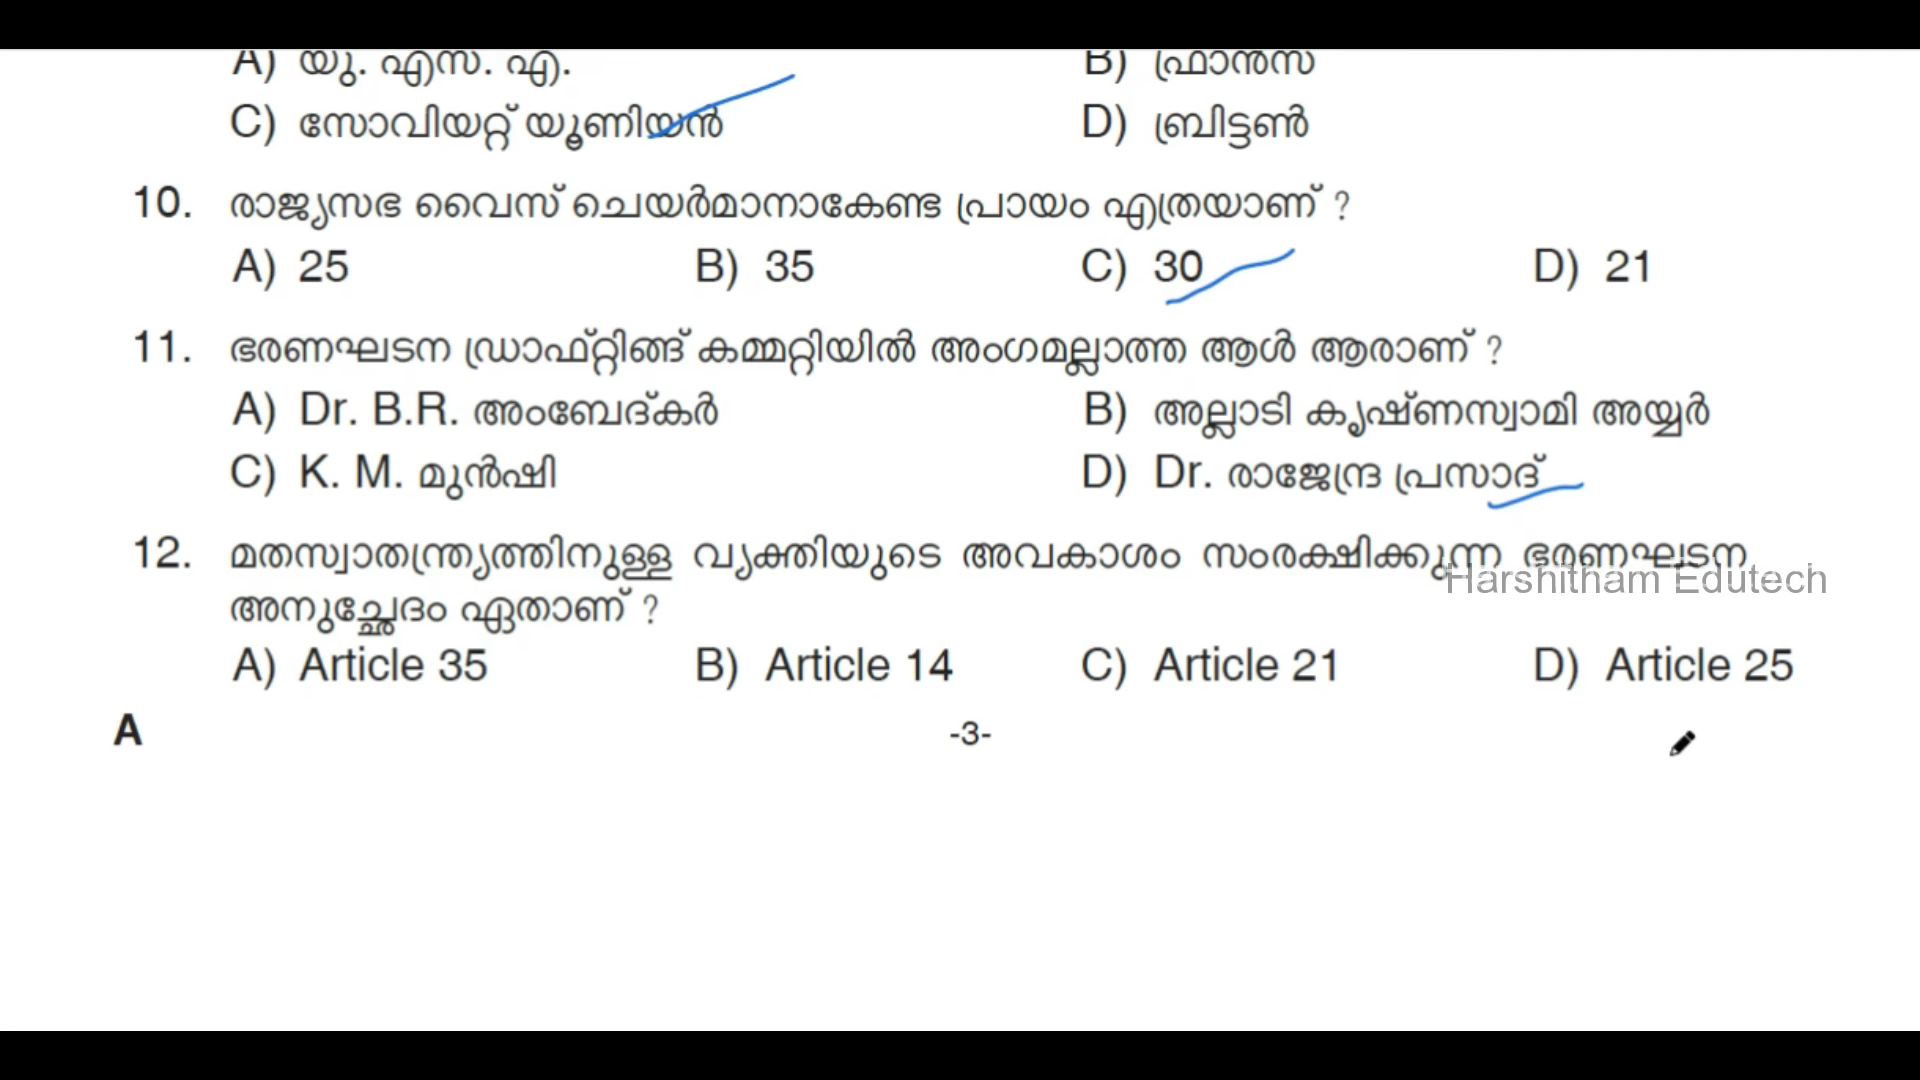 A) യു. എസ്. എ. B) ഫ്രാൻസ്
C) സോവിയറ്റ് യൂണിയൻ D) ബ്രിട്ടൺ
10. രാജ്യസഭ വൈസ് ചെയർമാനാകേണ്ട പ്രായം എത്രയാണ് ?
A) 25 B) 35 C) 30 D) 21
11. ഭരണഘടന ഡ്രാഫ്റ്റിങ്ങ് കമ്മറ്റിയിൽ അംഗമല്ലാത്ത ആൾ ആരാണ് ?
A) Dr. B.R. അംബേദ്കർ B) അല്ലാടി കൃഷ്ണസ്വാമി അയ്യർ
C) K. M. മുൻഷി D) Dr. രാജേന്ദ്ര പ്രസാദ്
12. മതസ്വാതന്ത്ര്യത്തിനുള്ള വ്യക്തിയുടെ അവകാശം സംരക്ഷിക്കുന്ന ഭരണഘടന
Harshitham Edutech
അനുച്ഛേദം ഏതാണ് ?
A) Article 35 B) Article 14 C) Article 21 D) Article 25
A -3-